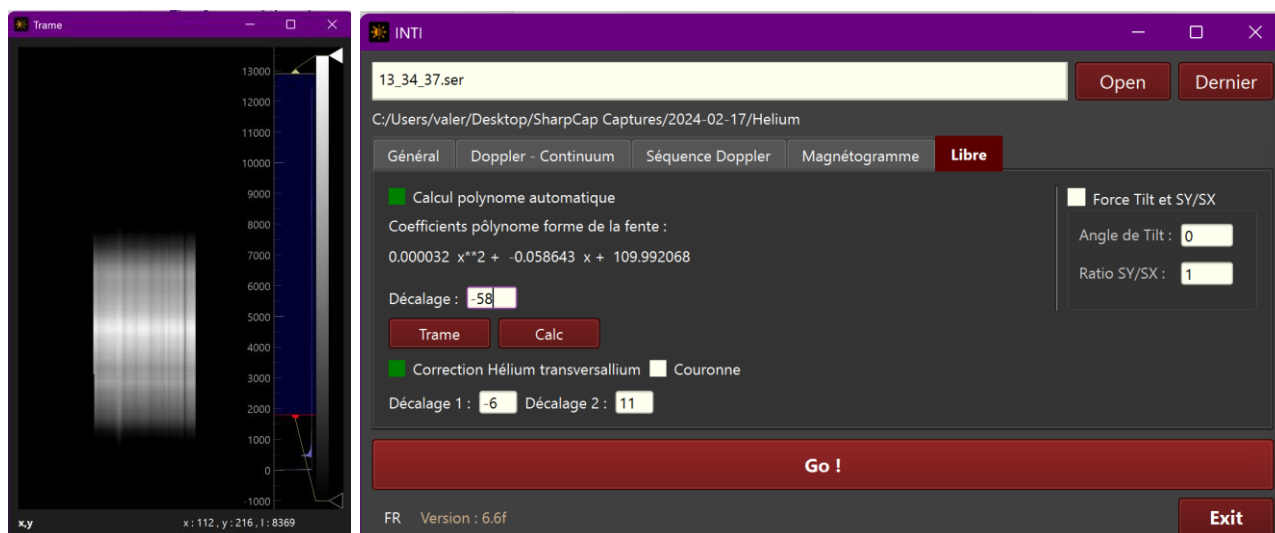 Trame
13000
12000
11000
10000
9000
8000
7000
6000
5000
4000
3000
2000
1000
0
-1000
x,y x : 112 , y : 216 , I : 8369
INTI
13_34_37.ser Open Dernier
C:/Users/valer/Desktop/SharpCap Captures/2024-02-17/Helium
Général Doppler - Continuum Séquence Doppler Magnétogramme Libre
Calcul polynome automatique
Coefficients pôlynome forme de la fente :
0.000032 x**2 + -0.058643 x + 109.992068
Décalage : -58
Trame Calc
Correction Hélium transversallium Couronne
Décalage 1 : -6 Décalage 2 : 11
Force Tilt et SY/SX
Angle de Tilt : 0
Ratio SY/SX : 1
Go !
FR Version : 6.6f Exit